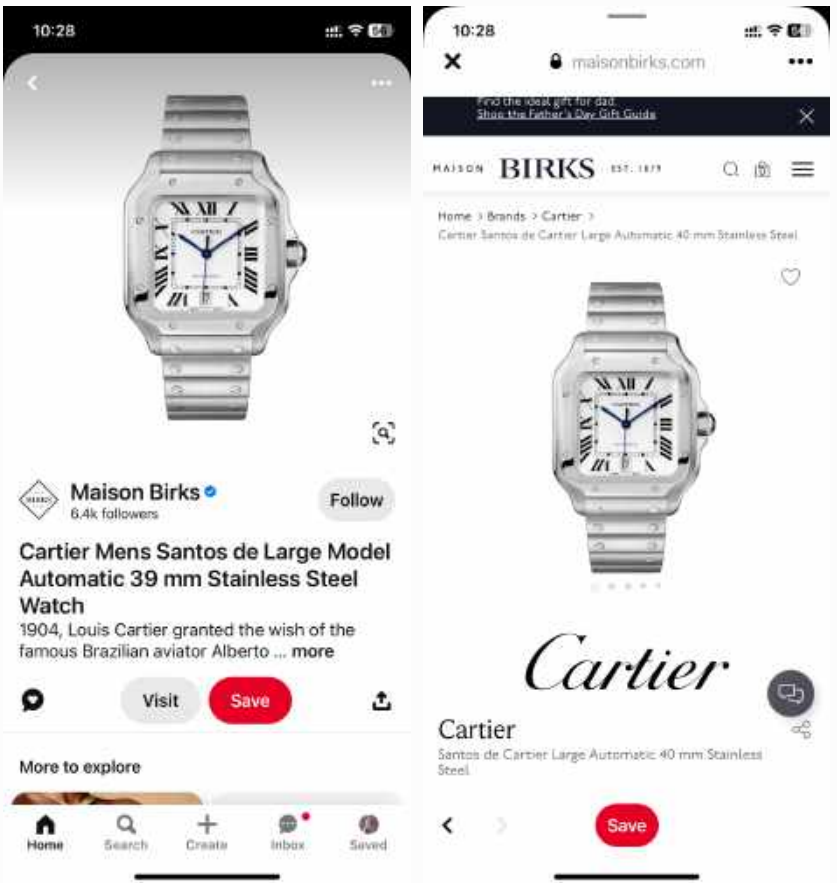 10:28
Maison Birks
6.4k followers
Follow
Cartier Mens Santos de Large Model
Automatic 39 mm Stainless Steel
Watch
1904, Louis Cartier granted the wish of the
famous Brazilian aviator Alberto ... more
Visit
Save
More to explore
Home
Search
Create
Inbox
Saved
10:28
maisonbirks.com
Find the ideal gift for dad.
Shop the Father's Day Gift Guide
MAISON BIRKS EST. 1879
Home > Brands > Cartier >
Cartier Santos de Cartier Large Automatic 40 mm Stainless Steel
Cartier
Cartier
Santos de Cartier Large Automatic 40 mm Stainless
Steel
Save